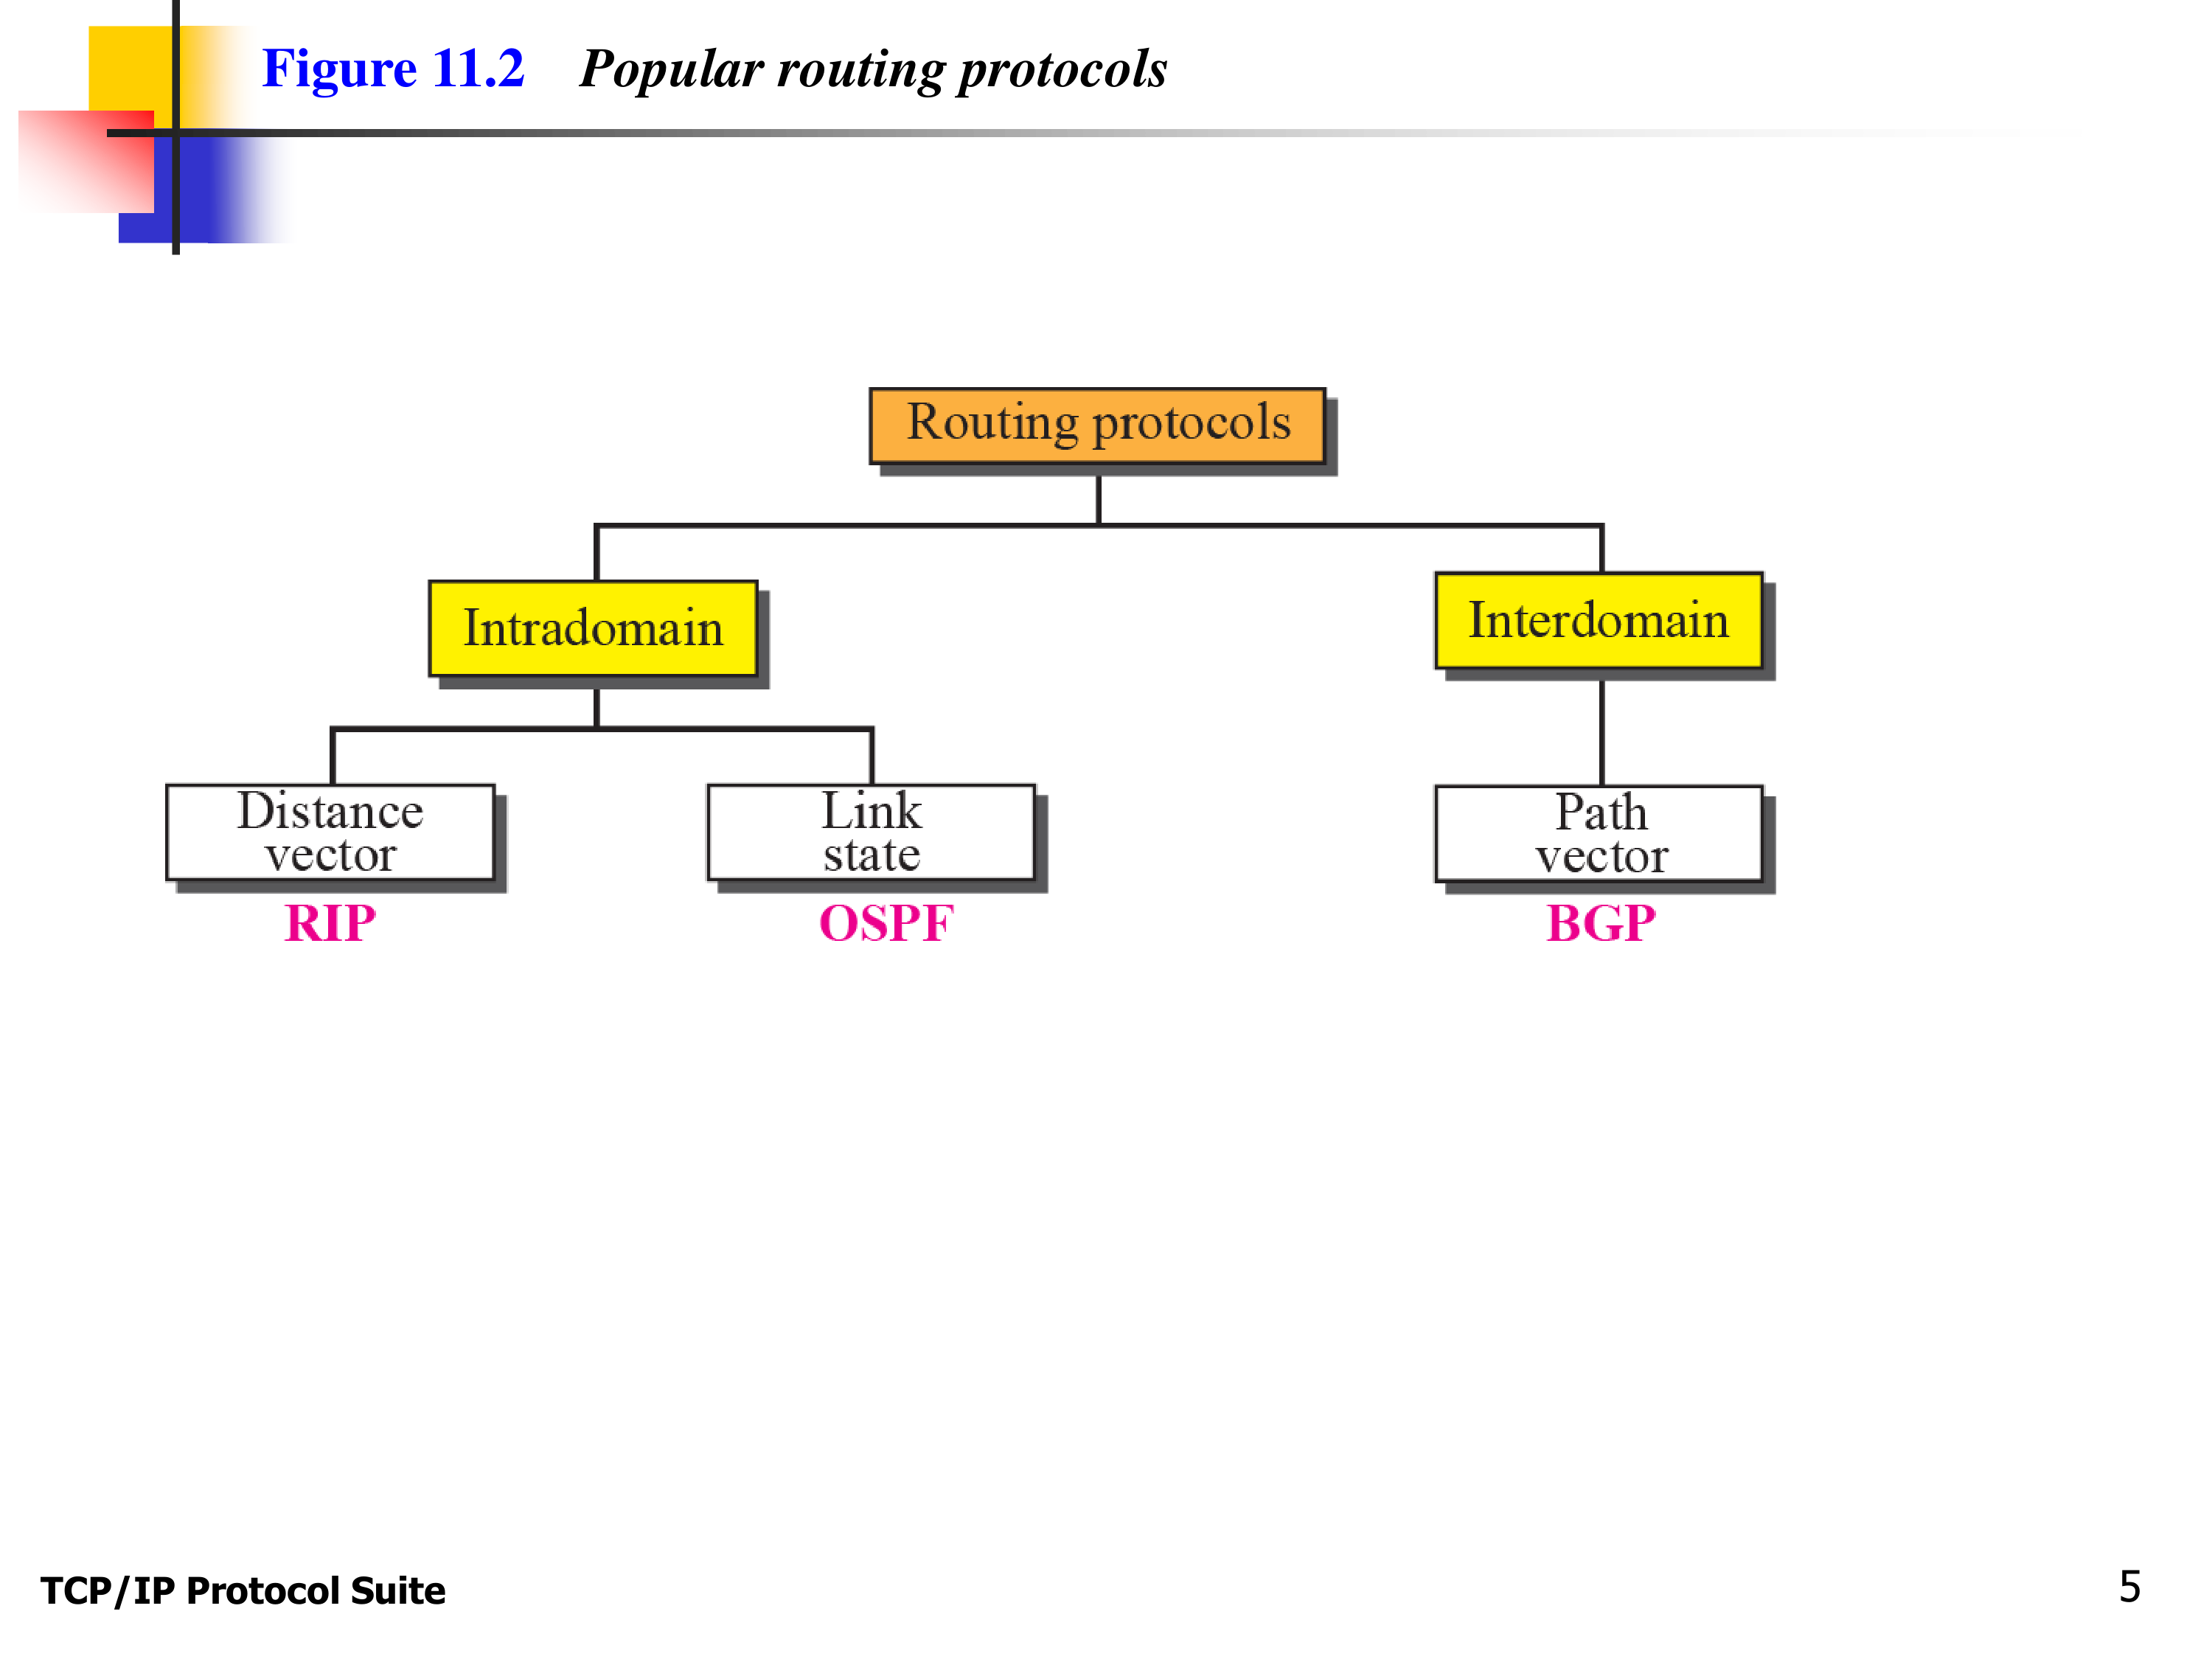 Figure 11.2 Popular routing protocols
Routing protocols
Intradomain
Interdomain
Distance
vector
Link
state
Path
vector
RIP
OSPF
BGP
TCP/IP Protocol Suite
5